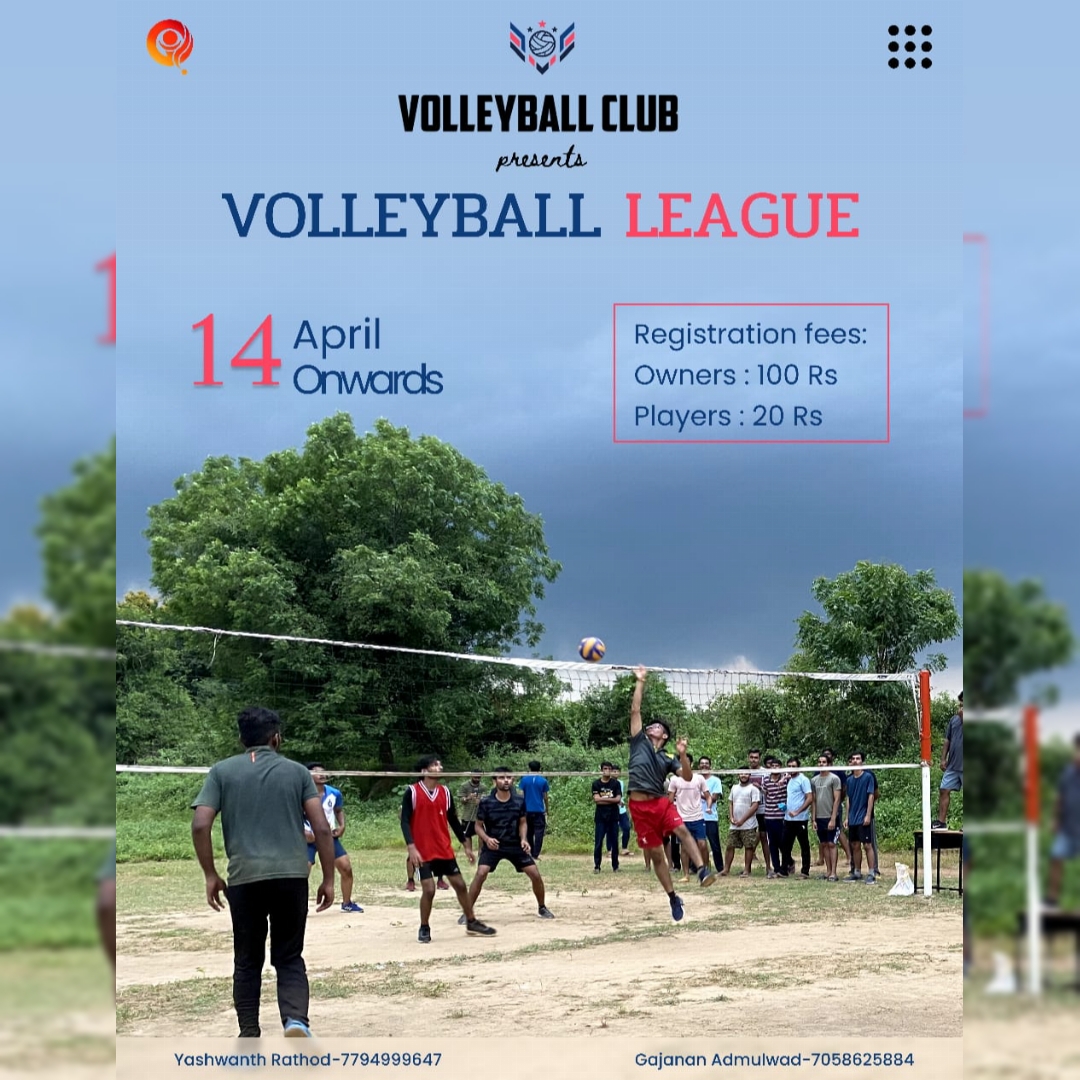 VOLLEYBALL CLUB
presents
VOLLEYBALL LEAGUE
14 April
Onwards
Registration fees:
Owners : 100 Rs
Players : 20 Rs
Yashwanth Rathod-7794999647
Gajanan Admulwad-7058625884